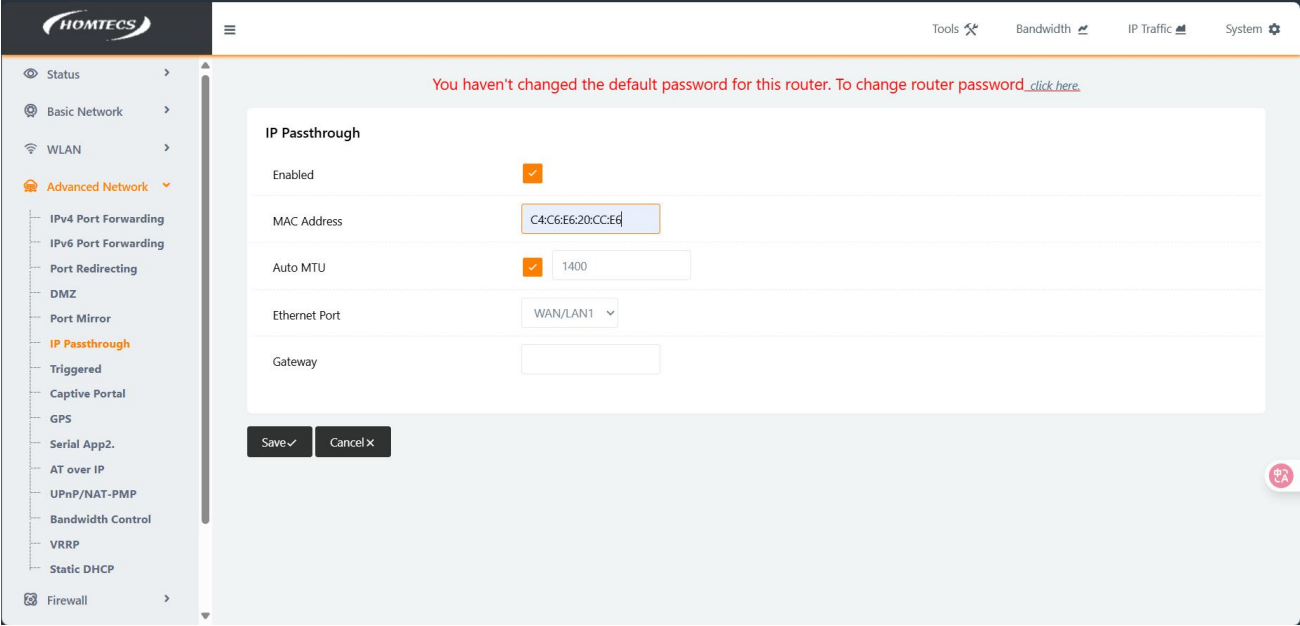 HOMTECS
Tools
Bandwidth
IP Traffic
System
Status
Basic Network
WLAN
Advanced Network
IPv4 Port Forwarding
IPv6 Port Forwarding
Port Redirecting
DMZ
Port Mirror
IP Passthrough
Triggered
Captive Portal
GPS
Serial App2.
AT over IP
UPnP/NAT-PMP
Bandwidth Control
VRRP
Static DHCP
Firewall
You haven't changed the default password for this router. To change router password click here.
IP Passthrough
Enabled
MAC Address C4:C6:E6:20:CC:E6
Auto MTU 1400
Ethernet Port WAN/LAN1
Gateway
Save
Cancel
中A